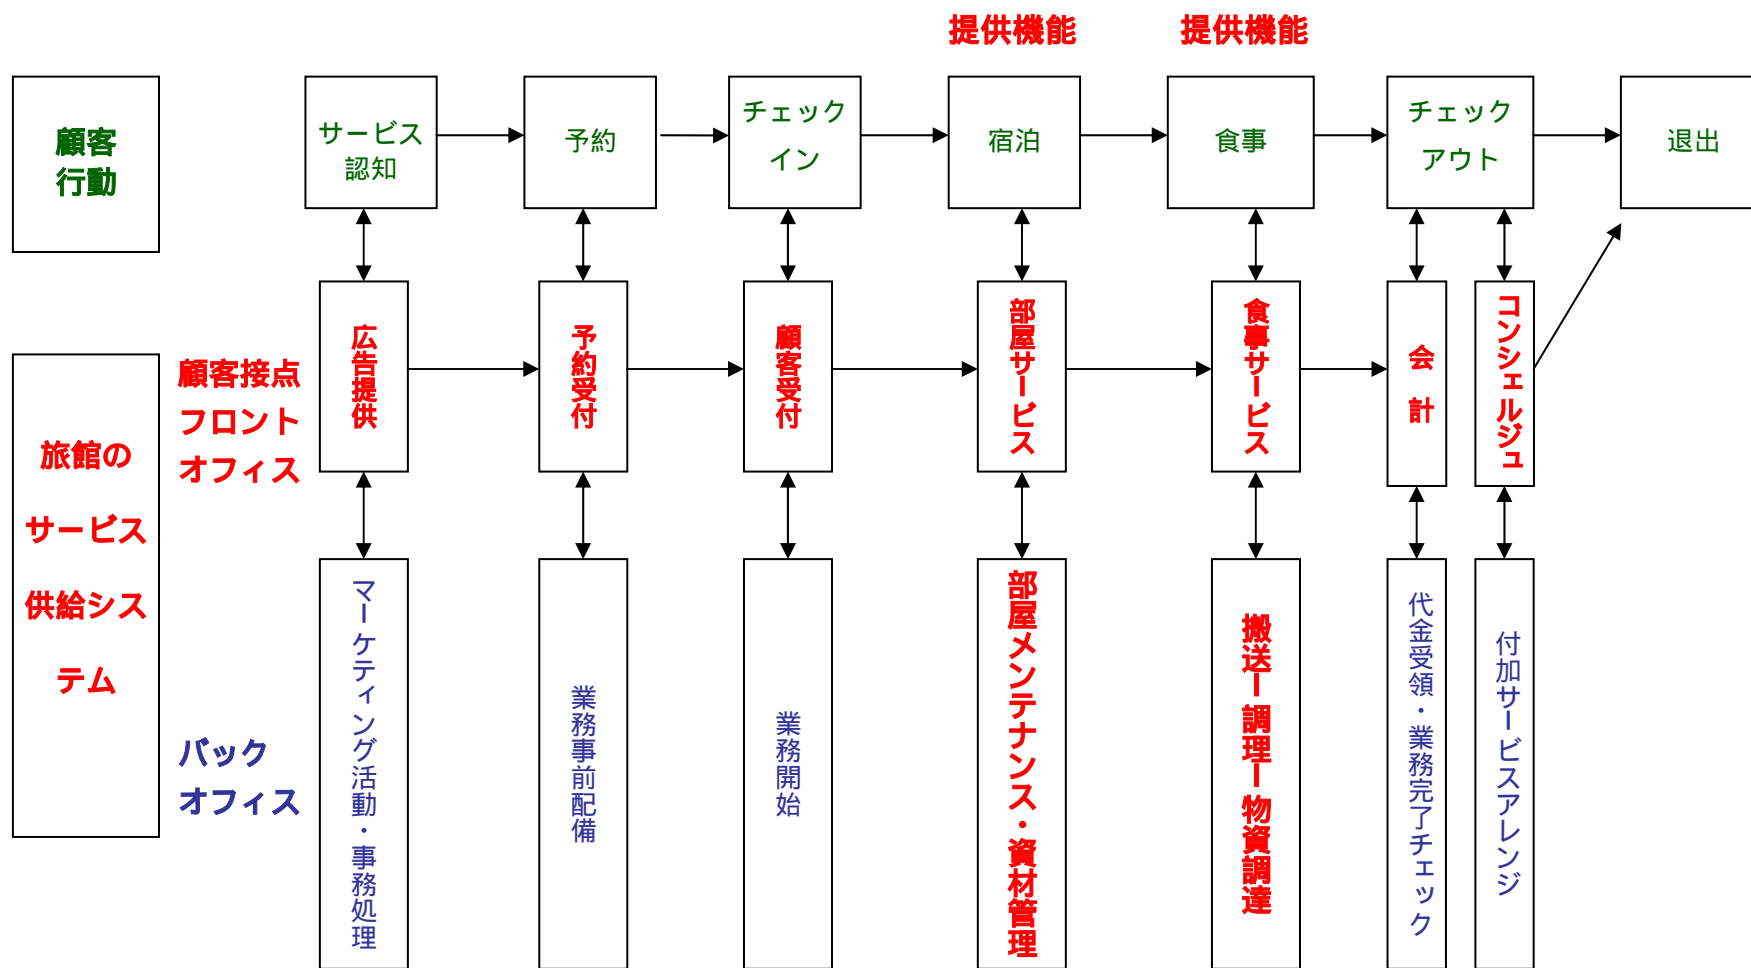 提供機能
提供機能
顧客
行動
サービス
認知
予約
チェック
イン
宿泊
食事
チェック
アウト
退出
旅館の
サービス
供給シス
テム
顧客接点
フロント
オフィス
広告提供
予約受付
顧客受付
部屋サービス
食事サービス
会計
コンシェルジュ
バック
オフィス
マーケティング活動・事務処理
業務事前配備
業務開始
部屋メンテナンス・資材管理
搬送ー調理ー物資調達
代金受領・業務完了チェック
付加サービスアレンジ